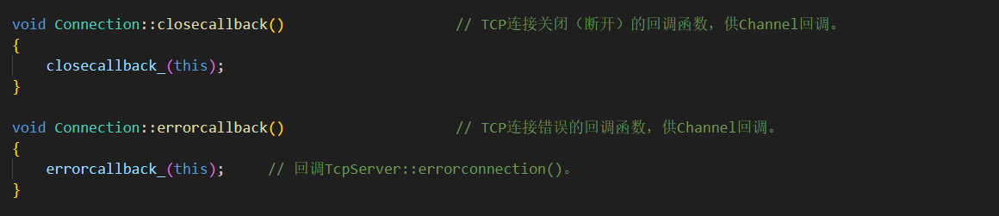 void Connection::closecallback() // TCP连接关闭（断开）的回调函数，供Channel回调。
{
closecallback_(this);
}
void Connection::errorcallback() // TCP连接错误的回调函数，供Channel回调。
{
errorcallback_(this); // 回调TcpServer::errorconnection()。
}